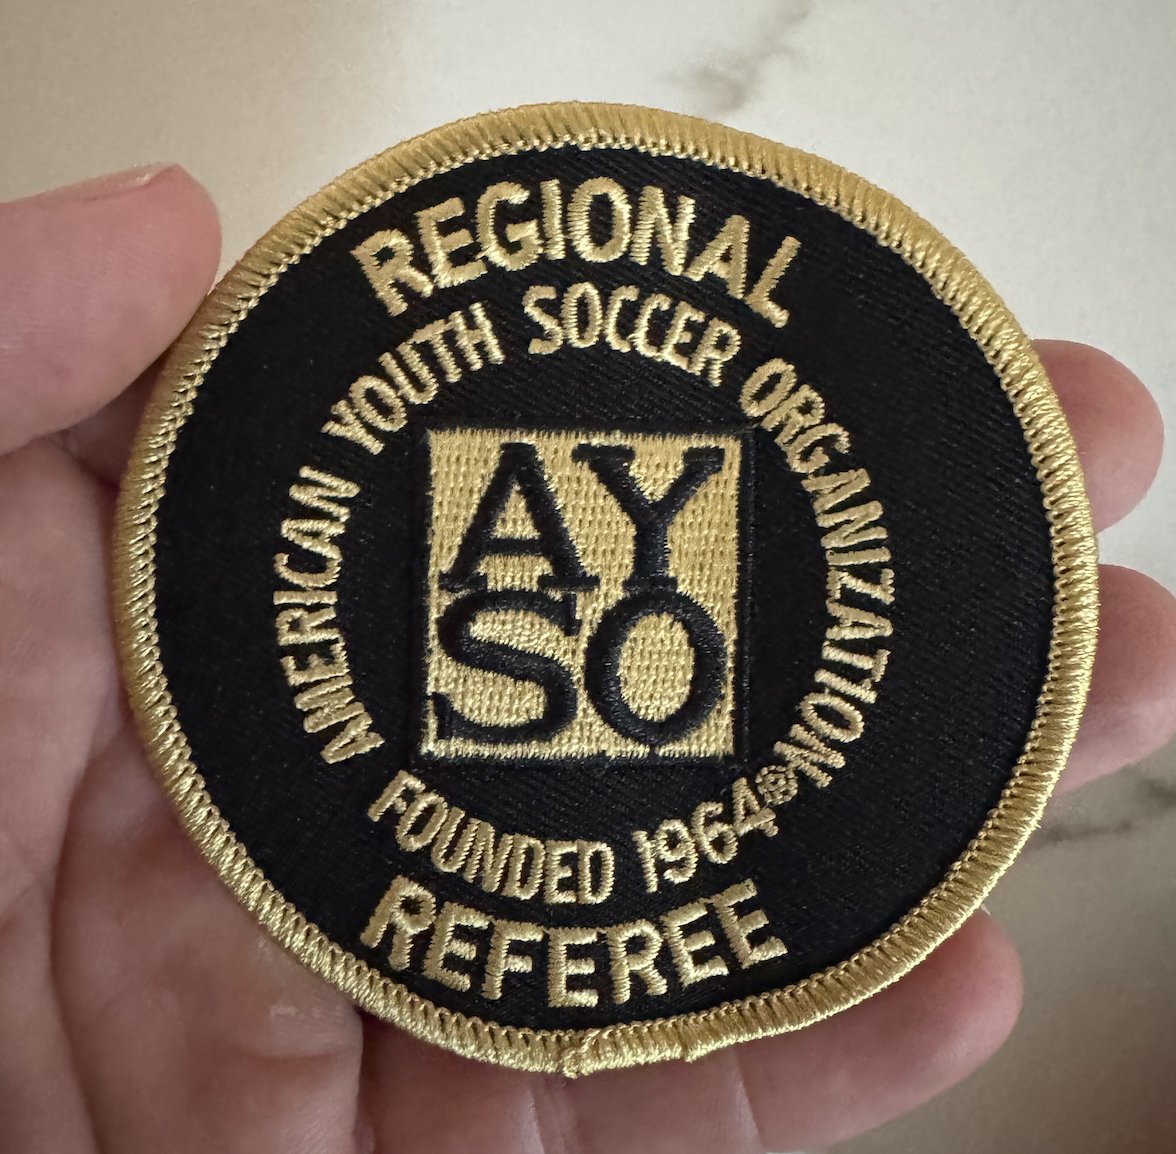 REGIONAL
AMERICAN YOUTH SOCCER ORGANIZATION
AY
SO
FOUNDED 1964®
REFEREE